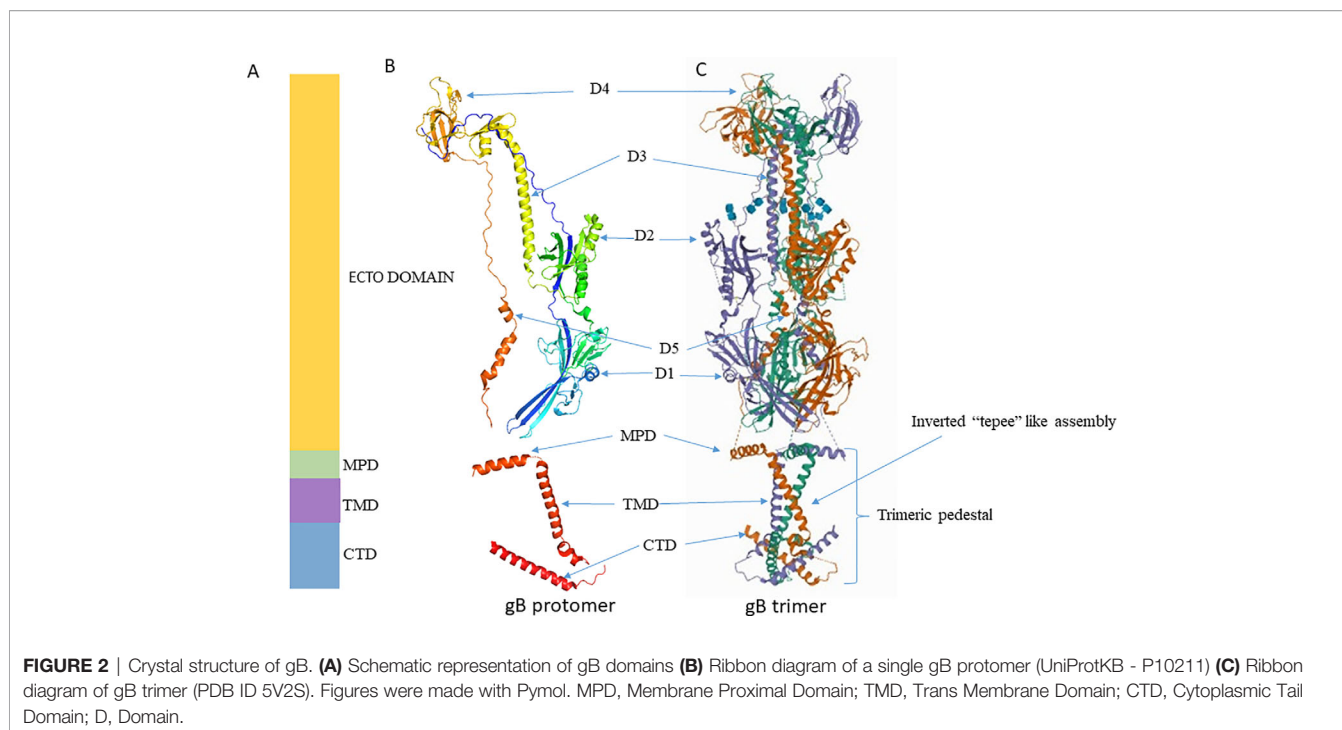 A
B
C
D4
D3
D2
ECTO DOMAIN
D5
D1
Inverted “tepee” like assembly
MPD
MPD
TMD
TMD
Trimeric pedestal
CTD
CTD
gB protomer
gB trimer
FIGURE 2 | Crystal structure of gB. (A) Schematic representation of gB domains (B) Ribbon diagram of a single gB protomer (UniProtKB - P10211) (C) Ribbon
diagram of gB trimer (PDB ID 5V2S). Figures were made with Pymol. MPD, Membrane Proximal Domain; TMD, Trans Membrane Domain; CTD, Cytoplasmic Tail
Domain; D, Domain.